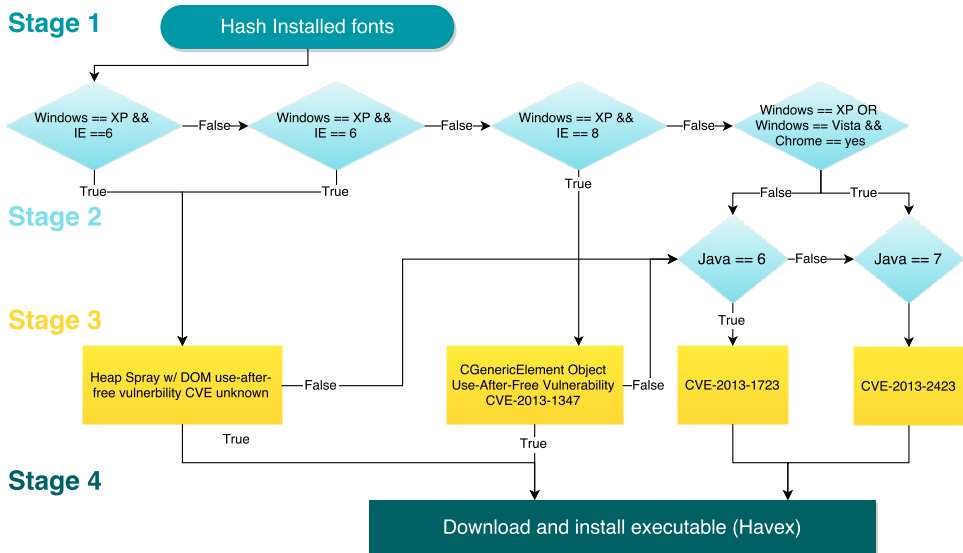 Stage 1
Hash Installed fonts
Windows == XP &&
IE ==6
False
Windows == XP &&
IE == 6
False
Windows == XP &&
IE == 8
False
Windows == XP OR
Windows == Vista &&
Chrome == yes
True
True
True
False
True
Stage 2
Java == 6
False
Java == 7
Stage 3
True
Heap Spray w/ DOM use-after-
free vulnerbility CVE unknown
False
CGenericElement Object
Use-After-Free Vulnerability
CVE-2013-1347
False
CVE-2013-1723
CVE-2013-2423
True
True
Stage 4
Download and install executable (Havex)